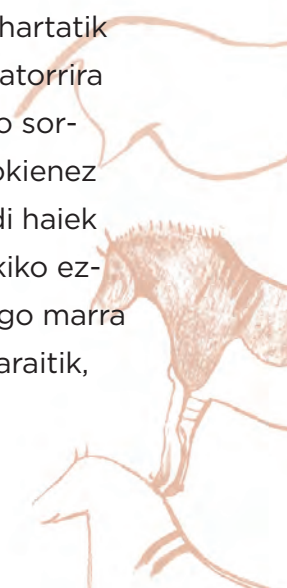 hartatik
atorrira
o sor-
okienez
di haiek
kiko ez-
go marra
araitik,